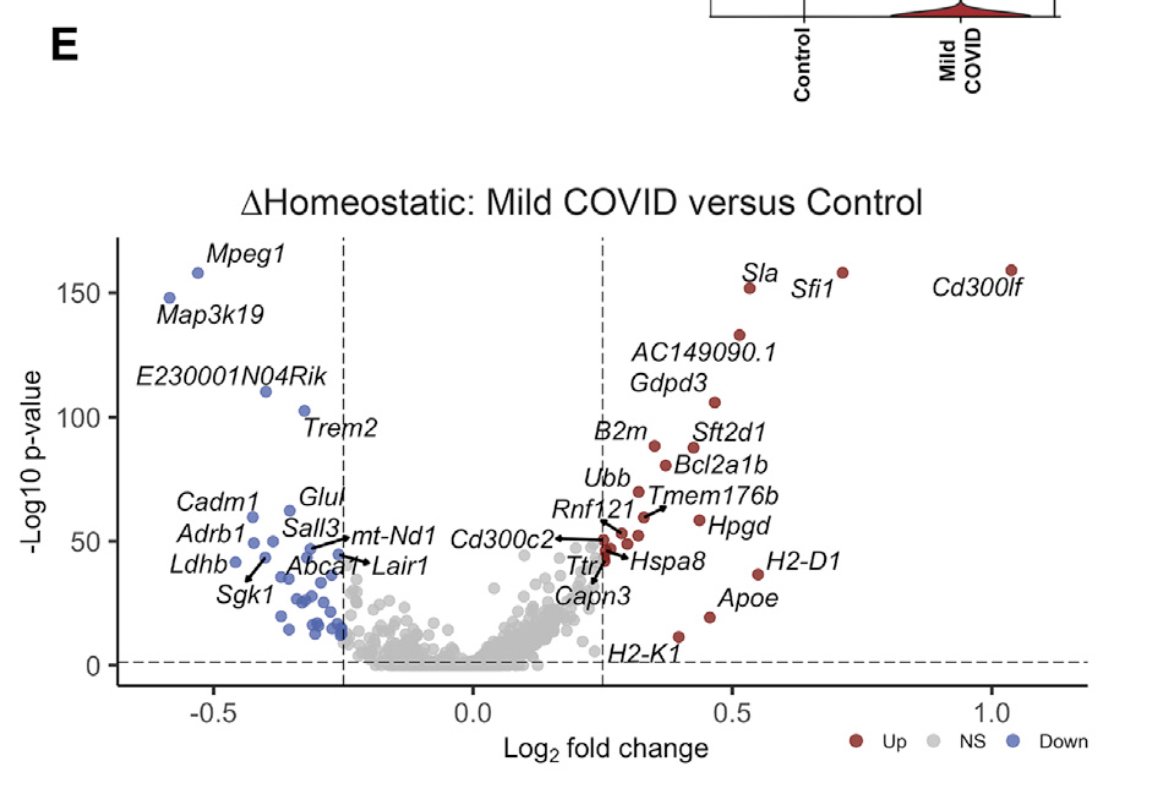 Control
Mild
COVID
E
ΔHomeostatic: Mild COVID versus Control
-Log10 p-value
150
100
50
0
Mpeg1
Map3k19
E230001N04Rik
Trem2
Cadm1
Glul
Adrb1
Sall3
mt-Nd1
Ldhb
Abca1
Lair1
Sgk1
Sla
Sfi1
Cd300lf
AC149090.1
Gdpd3
B2m
Sft2d1
Bcl2a1b
Ubb
Tmem176b
Rnf121
Hpgd
Cd300c2
Ttr
Hspa8
H2-D1
Capn3
Apoe
H2-K1
-0.5
0.0
0.5
1.0
Log2 fold change
Up
NS
Down